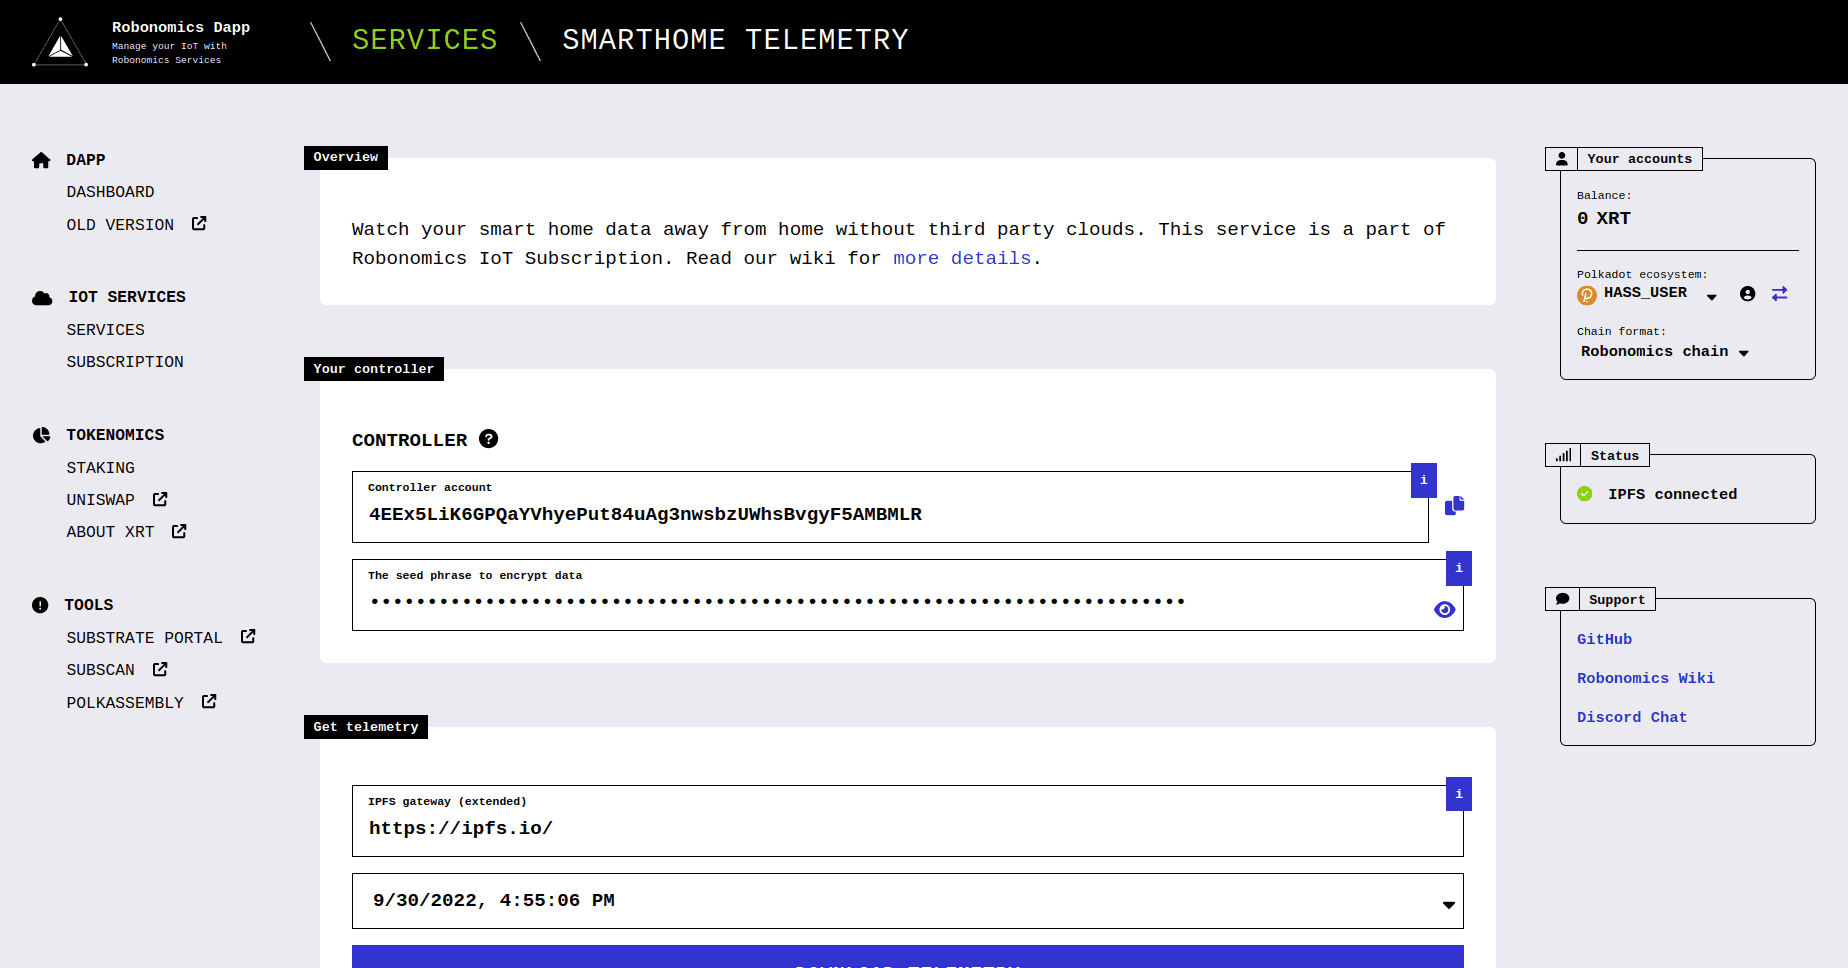 Robonomics Dapp
Manage your IoT with
Robonomics Services
SERVICES
SMARTHOME TELEMETRY
DAPP
DASHBOARD
OLD VERSION
IOT SERVICES
SERVICES
SUBSCRIPTION
TOKENOMICS
STAKING
UNISWAP
ABOUT XRT
TOOLS
SUBSTRATE PORTAL
SUBSCAN
POLKASSEMBLY
Overview
Watch your smart home data away from home without third party clouds. This service is a part of
Robonomics IoT Subscription. Read our wiki for more details.
Your controller
CONTROLLER ?
i
Controller account
4EEx5LiK6GPQaYVhyePut84uAg3nwsbzUWhsBvgyF5AMBMLR
i
The seed phrase to encrypt data
Get telemetry
i
IPFS gateway (extended)
https://ipfs.io/
9/30/2022, 4:55:06 PM
DOWNLOAD TELEMETRY
Your accounts
Balance:
0 XRT
Polkadot ecosystem:
HASS_USER
Chain format:
Robonomics chain
Status
IPFS connected
Support
GitHub
Robonomics Wiki
Discord Chat